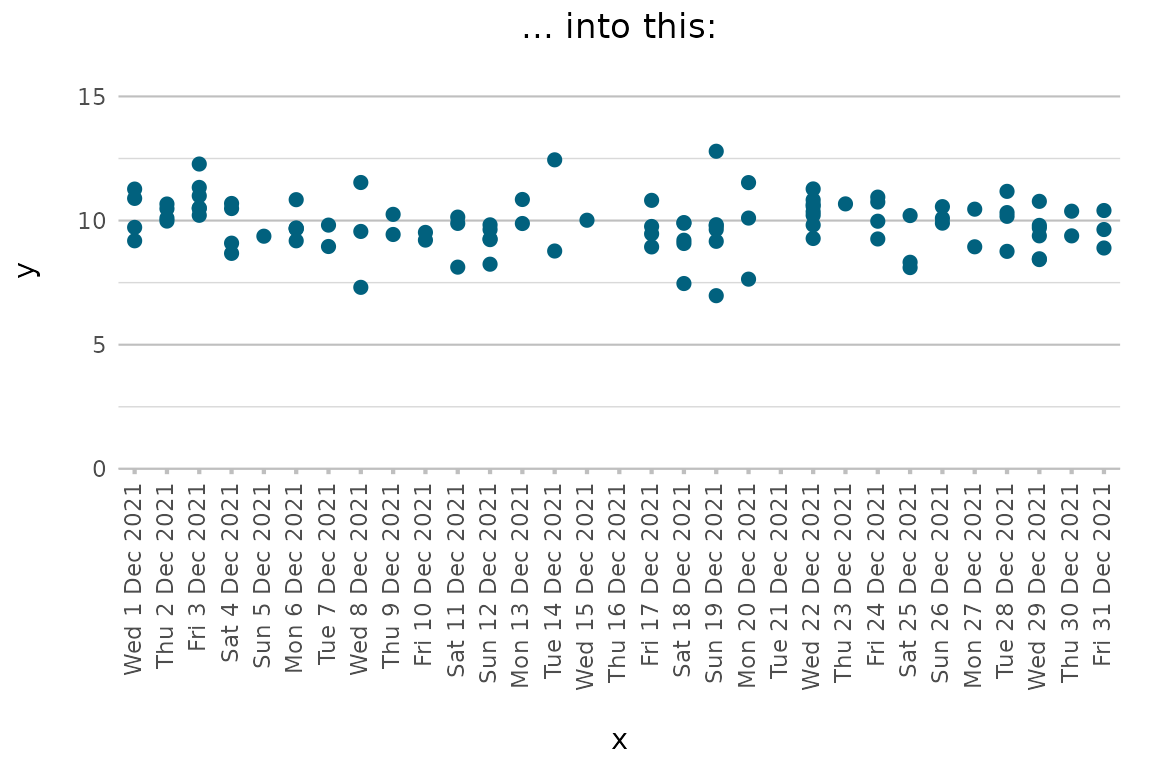 ... into this:
15
10
5
0
y
Wed 1 Dec 2021
Thu 2 Dec 2021
Fri 3 Dec 2021
Sat 4 Dec 2021
Sun 5 Dec 2021
Mon 6 Dec 2021
Tue 7 Dec 2021
Wed 8 Dec 2021
Thu 9 Dec 2021
Fri 10 Dec 2021
Sat 11 Dec 2021
Sun 12 Dec 2021
Mon 13 Dec 2021
Tue 14 Dec 2021
Wed 15 Dec 2021
Thu 16 Dec 2021
Fri 17 Dec 2021
Sat 18 Dec 2021
Sun 19 Dec 2021
Mon 20 Dec 2021
Tue 21 Dec 2021
Wed 22 Dec 2021
Thu 23 Dec 2021
Fri 24 Dec 2021
Sat 25 Dec 2021
Sun 26 Dec 2021
Mon 27 Dec 2021
Tue 28 Dec 2021
Wed 29 Dec 2021
Thu 30 Dec 2021
Fri 31 Dec 2021
x